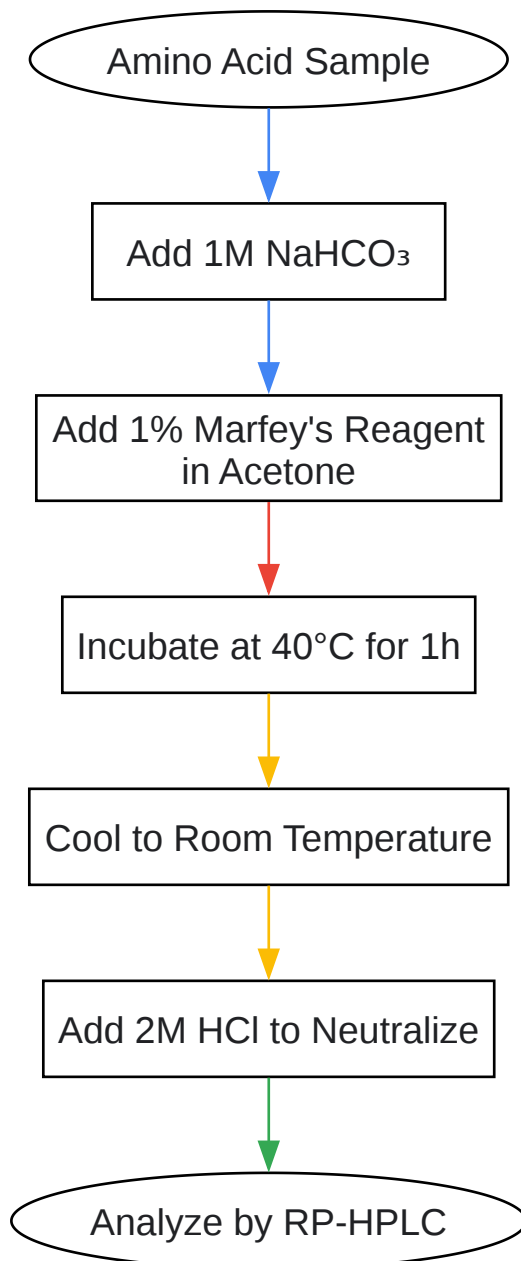 Amino Acid Sample
Add 1M NaHCO₃
Add 1% Marfey's Reagent
in Acetone
Incubate at 40°C for 1h
Cool to Room Temperature
Add 2M HCl to Neutralize
Analyze by RP-HPLC